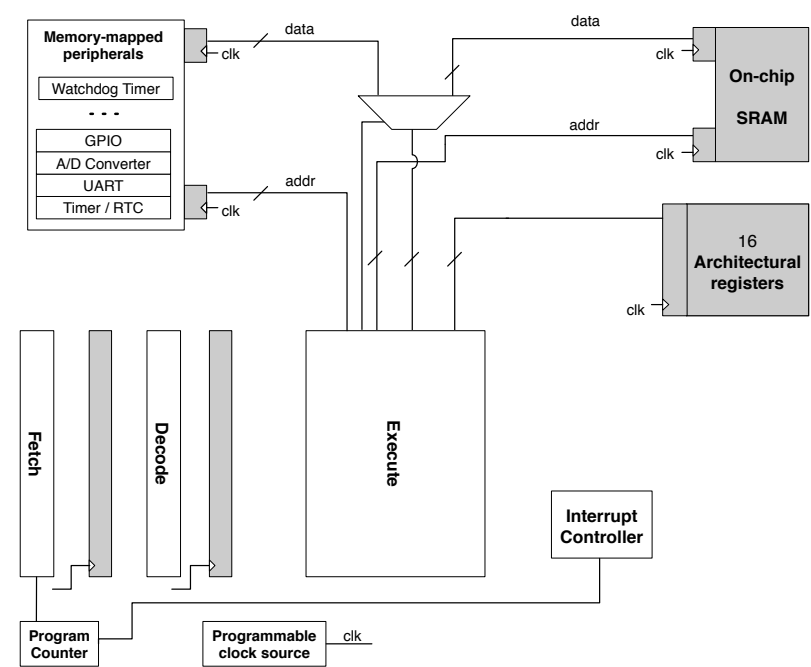 Memory-mapped
peripherals
Watchdog Timer
- - -
GPIO
A/D Converter
UART
Timer / RTC
clk
data
clk
addr
data
clk
addr
clk
On-chip
SRAM
16
Architectural
registers
clk
Fetch
Decode
Execute
Interrupt
Controller
Program
Counter
Programmable
clock source
clk